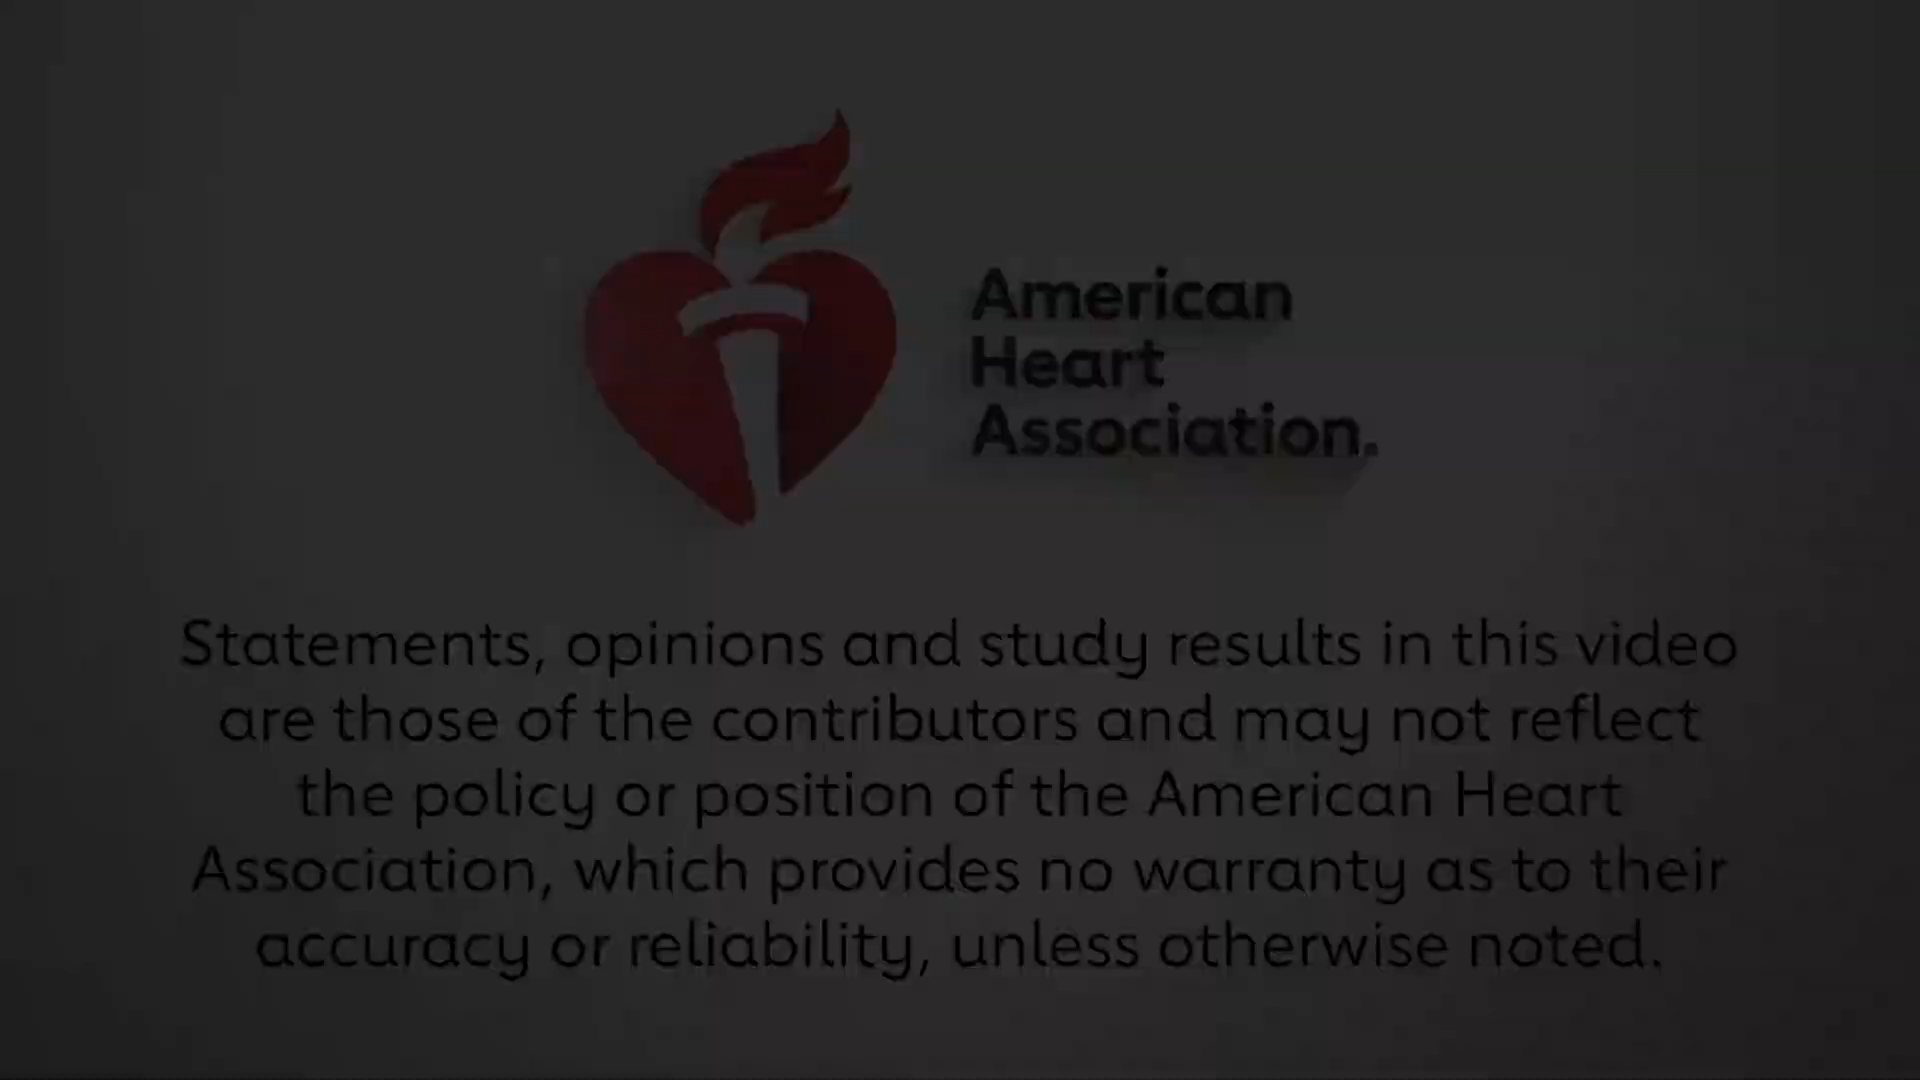 American
Heart
Association.
Statements, opinions and study results in this video
are those of the contributors and may not reflect
the policy or position of the American Heart
Association, which provides no warranty as to their
accuracy or reliability, unless otherwise noted.